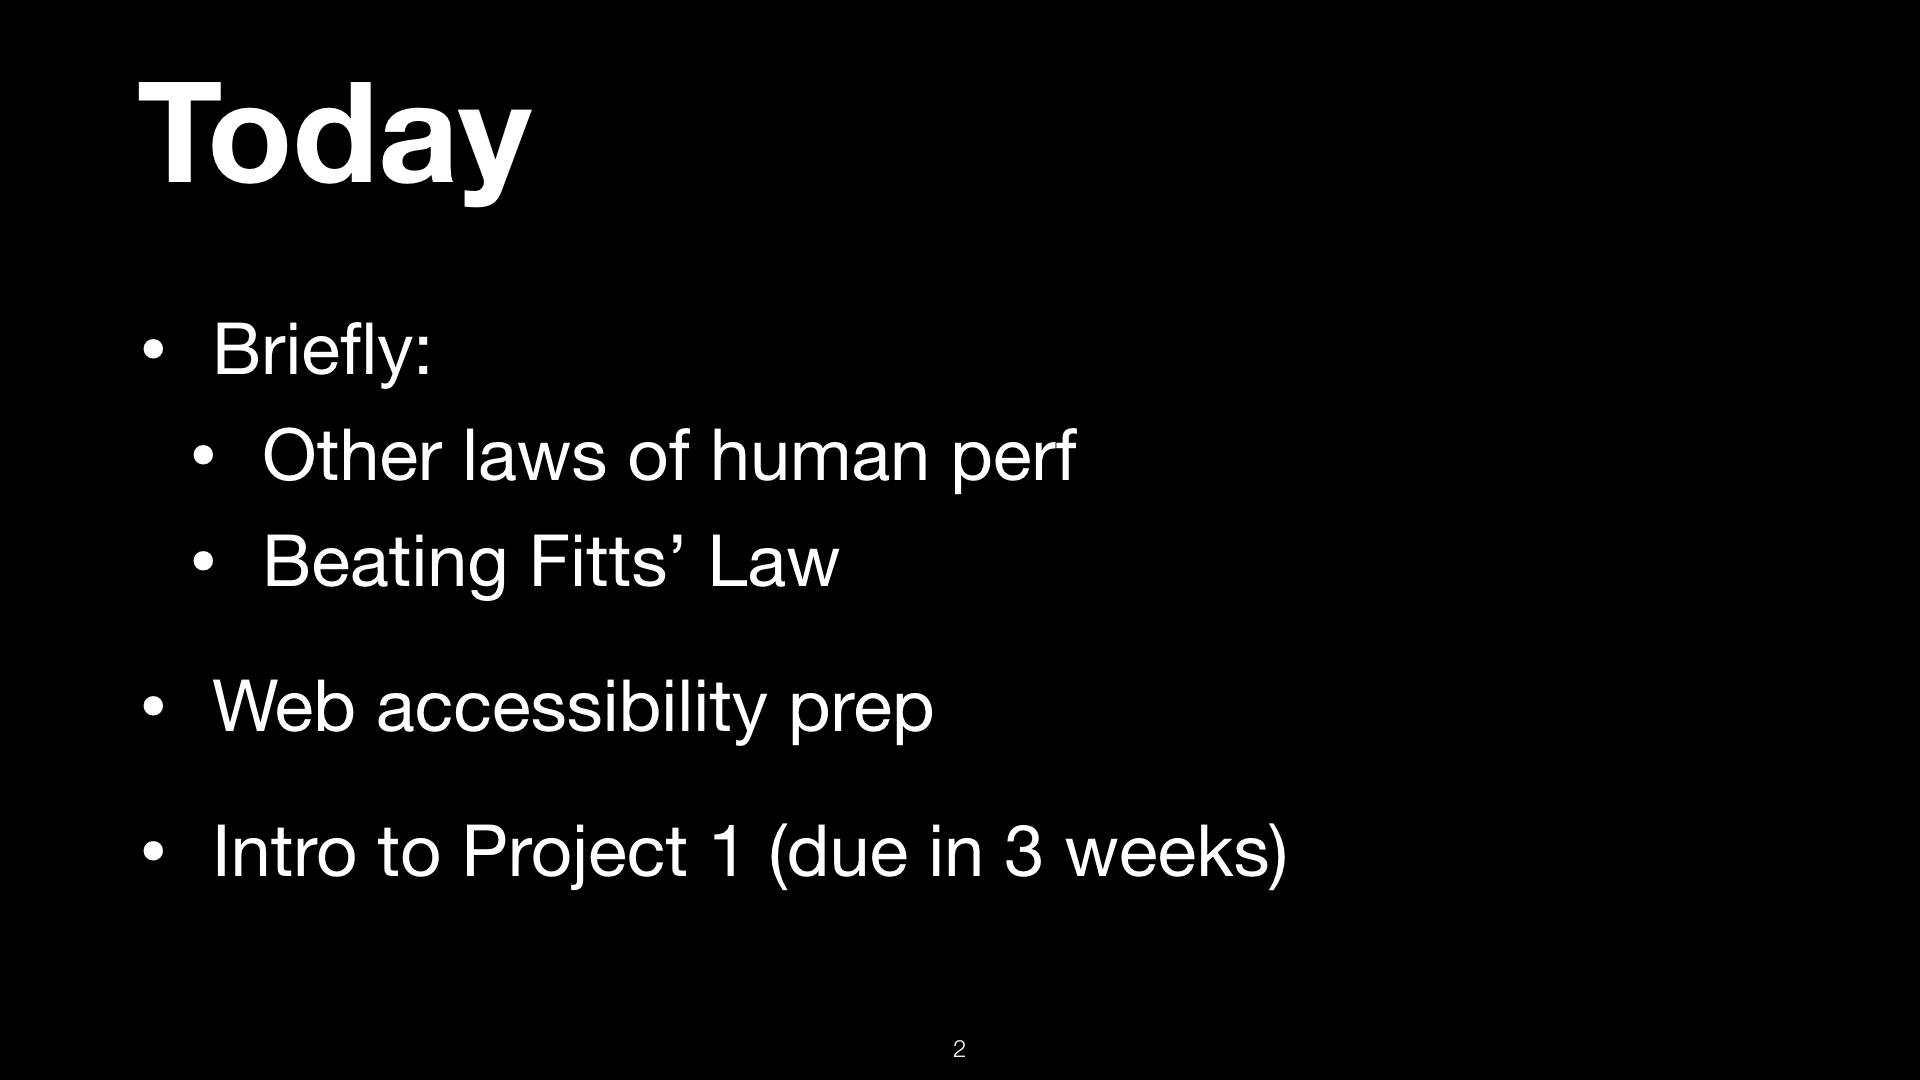 Today
• Briefly:
• Other laws of human perf
• Beating Fitts’ Law
• Web accessibility prep
• Intro to Project 1 (due in 3 weeks)
2